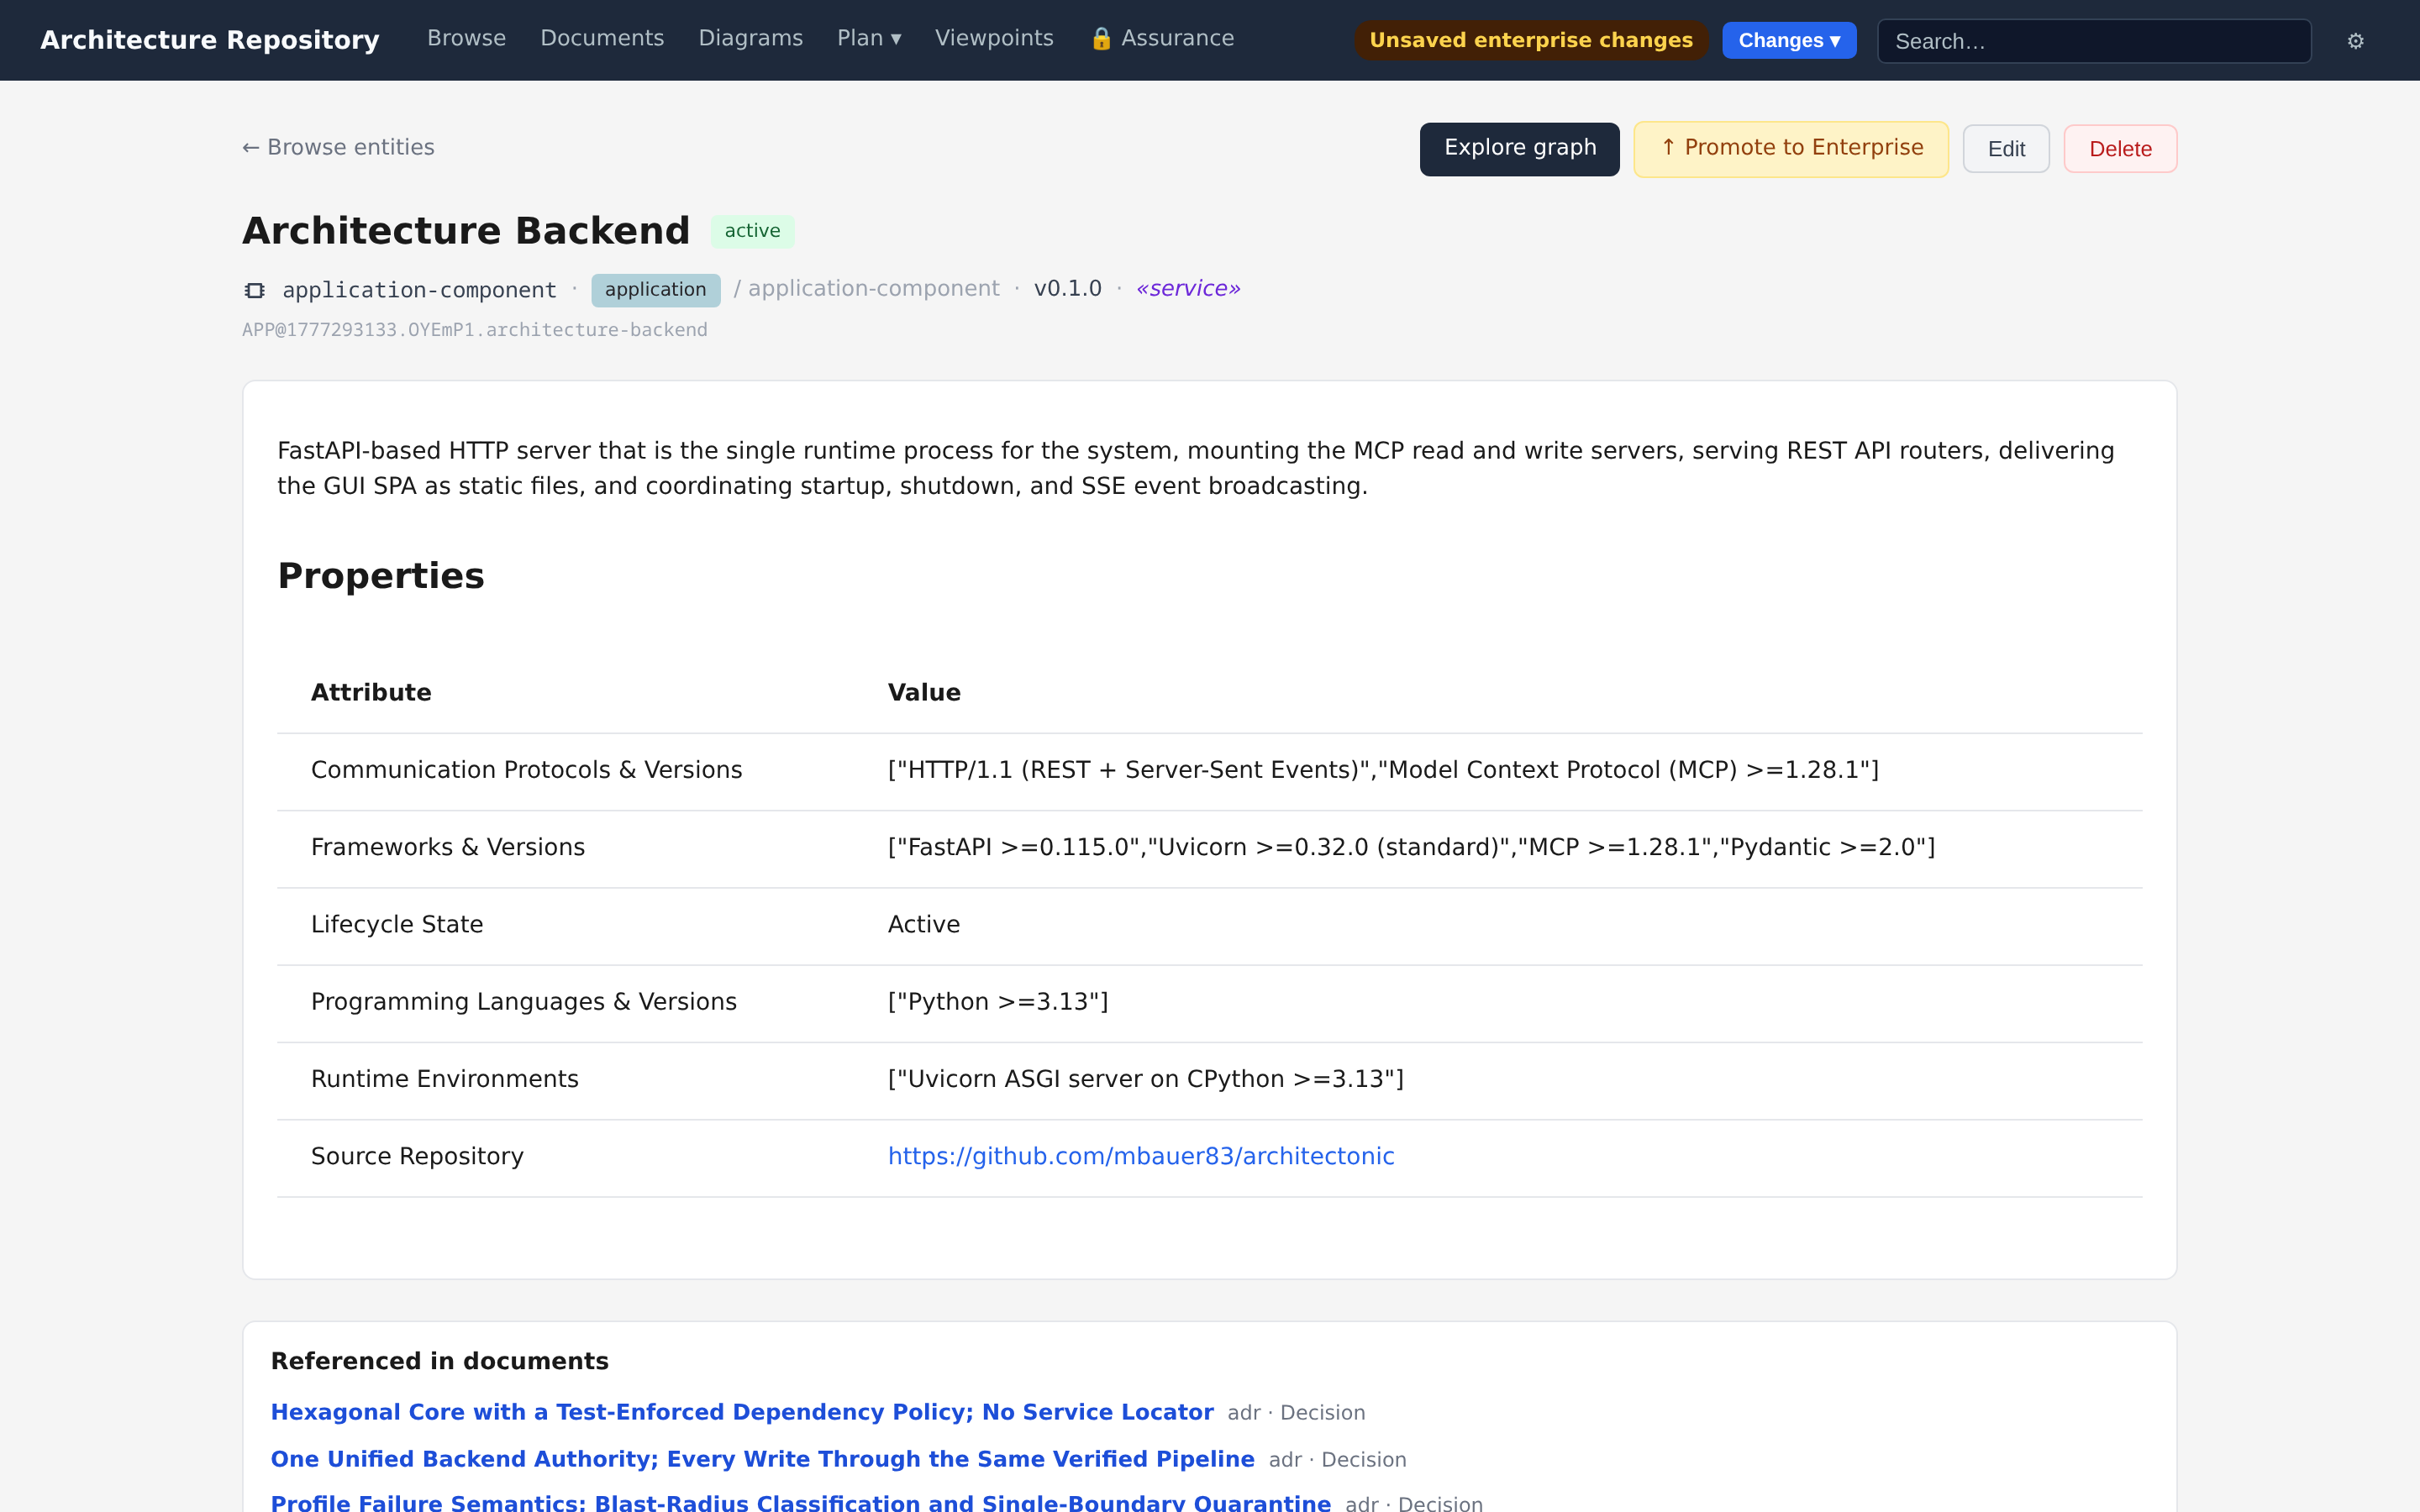 Architecture Repository Browse Documents Diagrams Plan ▾ Viewpoints 🔒 Assurance Unsaved enterprise changes Changes ▾ Search… ⚙
← Browse entities Explore graph ↑ Promote to Enterprise Edit Delete
Architecture Backend active
application-component · application / application-component · v0.1.0 · «service»
APP@1777293133.OYEmP1.architecture-backend
FastAPI-based HTTP server that is the single runtime process for the system, mounting the MCP read and write servers, serving REST API routers, delivering
the GUI SPA as static files, and coordinating startup, shutdown, and SSE event broadcasting.
Properties
Attribute Value
Communication Protocols & Versions ["HTTP/1.1 (REST + Server-Sent Events)","Model Context Protocol (MCP) >=1.28.1"]
Frameworks & Versions ["FastAPI >=0.115.0","Uvicorn >=0.32.0 (standard)","MCP >=1.28.1","Pydantic >=2.0"]
Lifecycle State Active
Programming Languages & Versions ["Python >=3.13"]
Runtime Environments ["Uvicorn ASGI server on CPython >=3.13"]
Source Repository https://github.com/mbauer83/architectonic
Referenced in documents
Hexagonal Core with a Test-Enforced Dependency Policy; No Service Locator adr · Decision
One Unified Backend Authority; Every Write Through the Same Verified Pipeline adr · Decision
Profile Failure Semantics: Blast-Radius Classification and Single-Boundary Quarantine adr · Decision